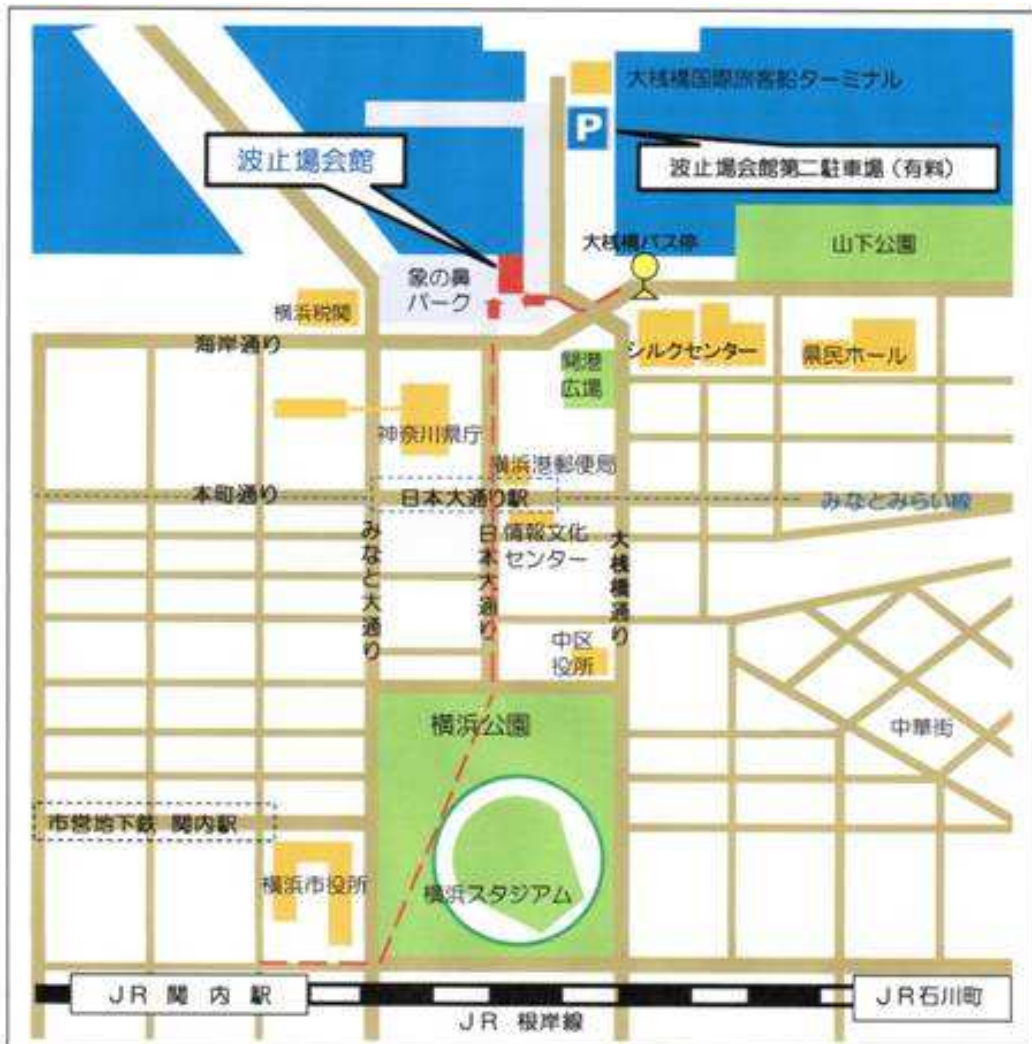 大桟橋国際旅客船ターミナル
P
波止場会館
波止場会館第二駐車場(有料)
大桟橋バス停
山下公園
象の鼻
パーク
横浜税関
海岸通り
シルクセンター
県民ホール
開港
広場
神奈川県庁
横浜港郵便局
本町通り
日本大通り駅
みなとみらい線
みなと大通り
日本大通り
情報文化
センター
大桟橋通り
中区
役所
横浜公園
中華街
市営地下鉄 関内駅
横浜市役所
横浜スタジアム
JR関内駅
JR石川町
JR 根岸線